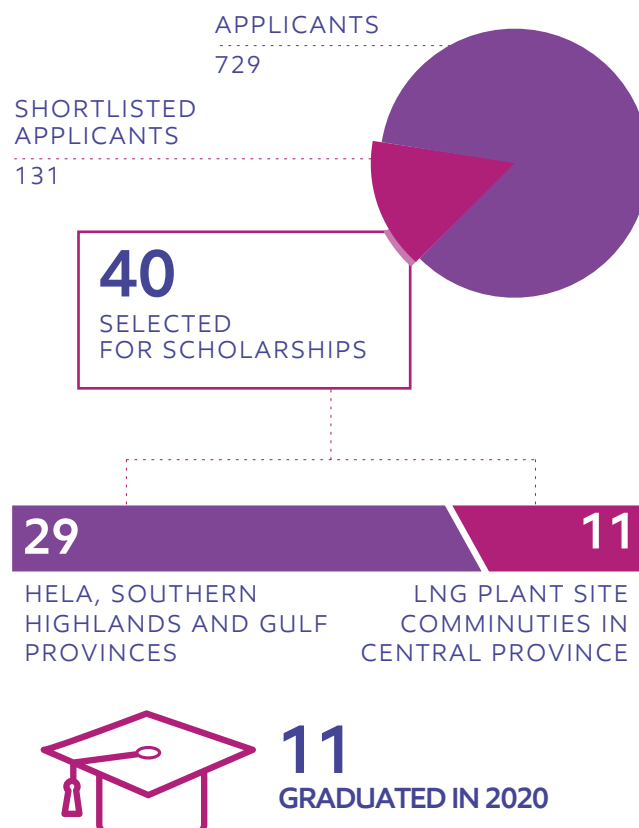 APPLICANTS
729
SHORTLISTED
APPLICANTS
131
40
SELECTED
FOR SCHOLARSHIPS
29
11
HELA, SOUTHERN
HIGHLANDS AND GULF
PROVINCES
LNG PLANT SITE
COMMINUTIES IN
CENTRAL PROVINCE
11
GRADUATED IN 2020